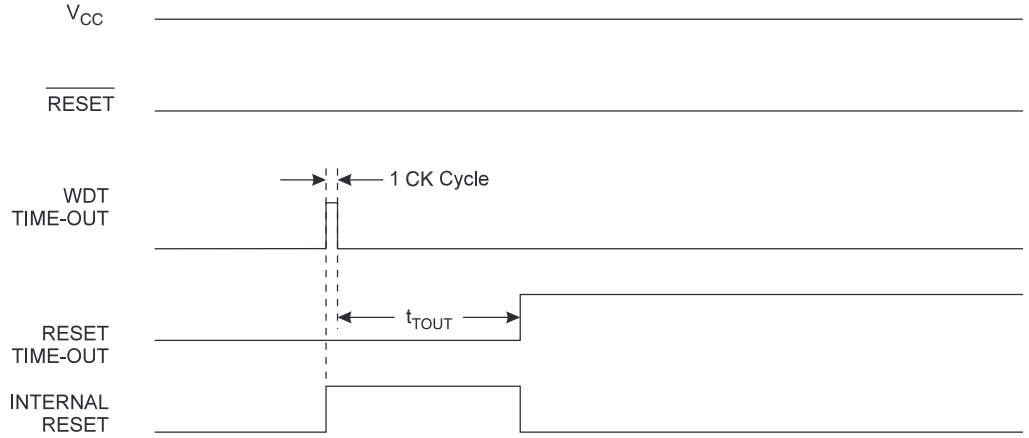 VCC
RESET
1 CK Cycle
WDT
TIME-OUT
tTOUT
RESET
TIME-OUT
INTERNAL
RESET